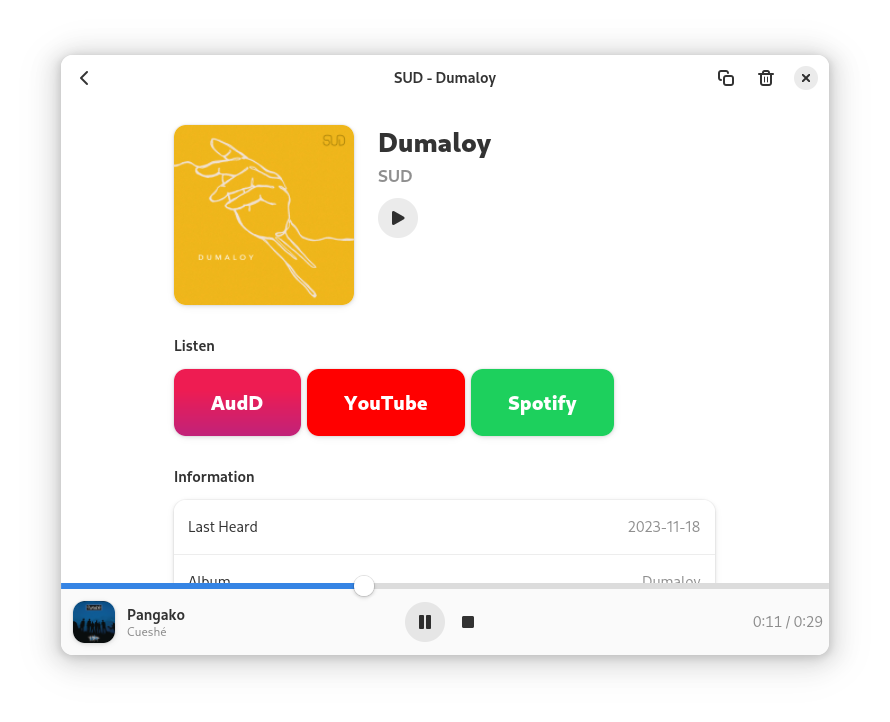 SUD - Dumaloy
SUD
DUMALOY
Dumaloy
SUD
Listen
AudD
YouTube
Spotify
Information
Last Heard 2023-11-18
Album Dumaloy
Pangako
Cueshé
0:11 / 0:29